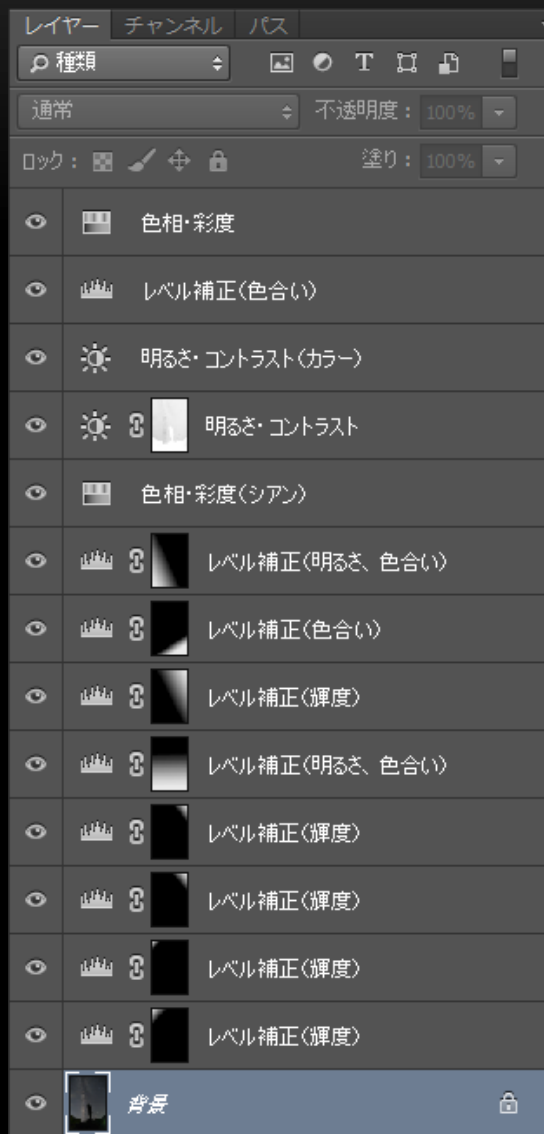 レイヤー チャンネル パス
種類 T
通常 不透明度: 100%
ロック: 塗り: 100%
色相・彩度
レベル補正(色合い)
明るさ・コントラスト(カラー)
明るさ・コントラスト
色相・彩度(シアン)
レベル補正(明るさ、色合い)
レベル補正(色合い)
レベル補正(輝度)
レベル補正(明るさ、色合い)
レベル補正(輝度)
レベル補正(輝度)
レベル補正(輝度)
レベル補正(輝度)
背景